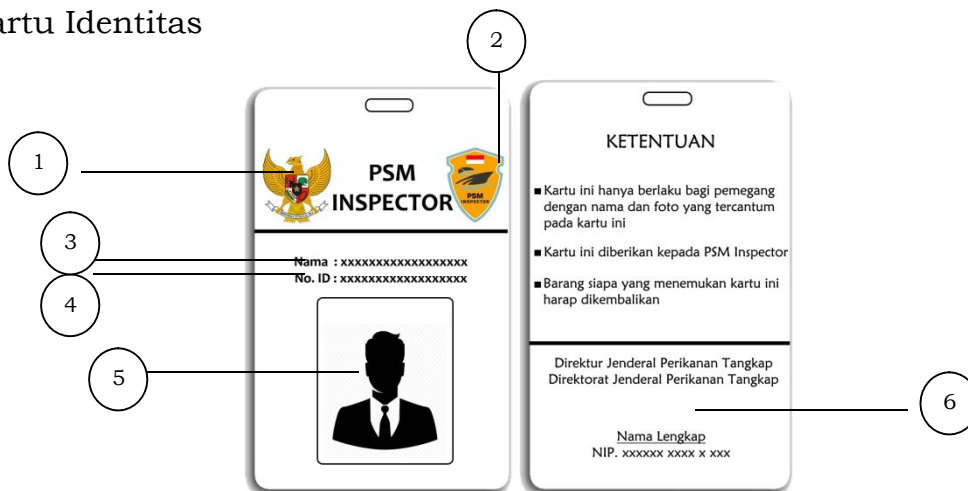 artu Identitas
2
1
PSM
INSPECTOR
PSM
INSPECTOR
3
Nama : xxxxxxxxxxxxxxxxxx
No. ID : xxxxxxxxxxxxxxxxxx
4
5
KETENTUAN
■ Kartu ini hanya berlaku bagi pemegang
dengan nama dan foto yang tercantum
pada kartu ini
■ Kartu ini diberikan kepada PSM Inspector
■ Barang siapa yang menemukan kartu ini
harap dikembalikan
Direktur Jenderal Perikanan Tangkap
Direktorat Jenderal Perikanan Tangkap
6
Nama Lengkap
NIP. xxxxxx xxxx x xxx